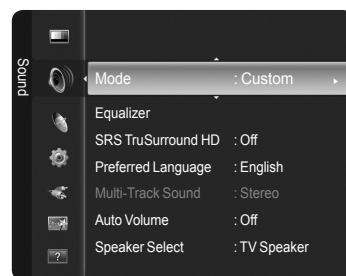 Sound
Mode : Custom
Equalizer
SRS TruSurround HD : Off
Preferred Language : English
Multi-Track Sound : Stereo
Auto Volume : Off
Speaker Select : TV Speaker
?